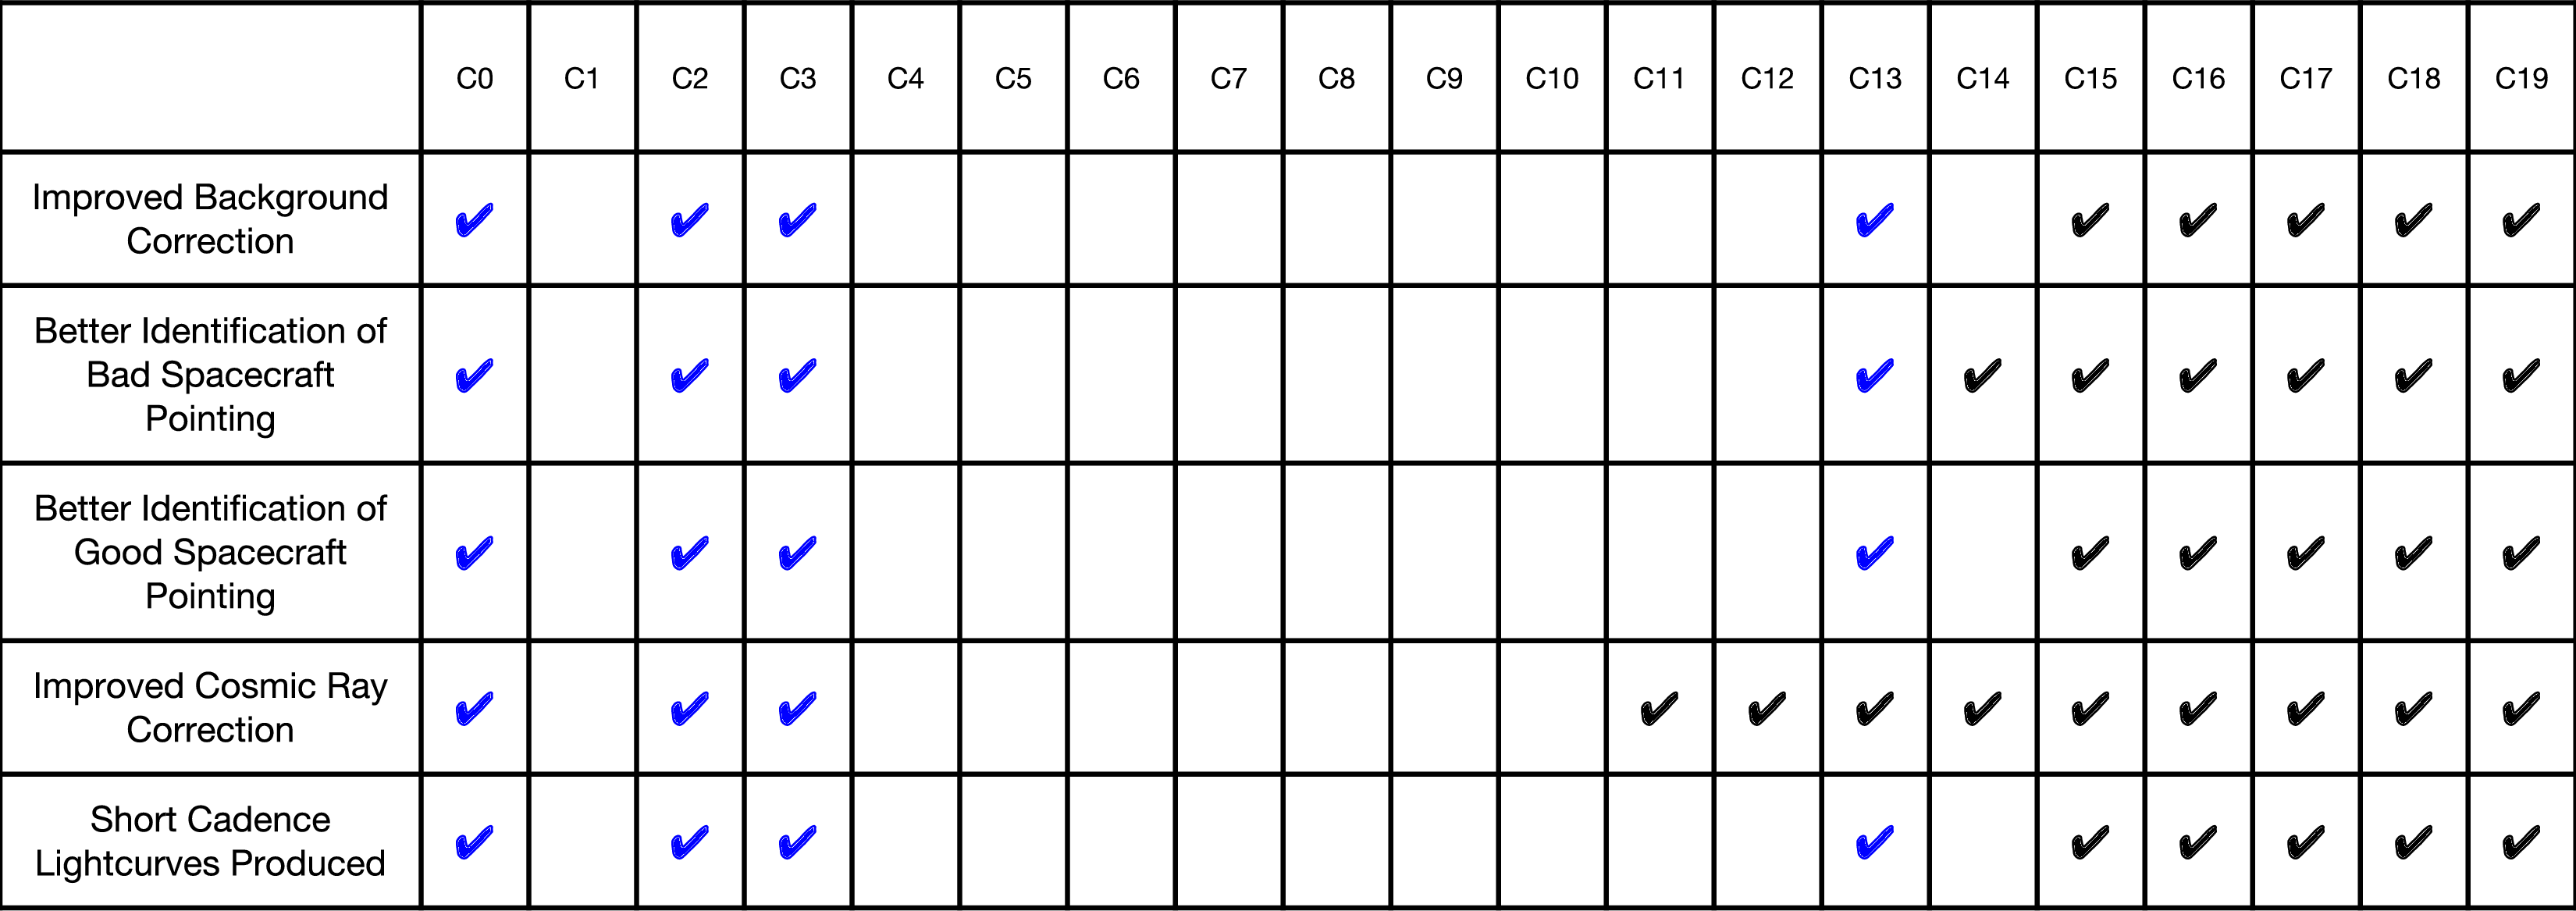 C0 C1 C2 C3 C4 C5 C6 C7 C8 C9 C10 C11 C12 C13 C14 C15 C16 C17 C18 C19
Improved Background
Correction
✔ ✔ ✔ ✔ ✔ ✔ ✔ ✔ ✔
Better Identification of
Bad Spacecraft
Pointing
✔ ✔ ✔ ✔ ✔ ✔ ✔ ✔ ✔ ✔
Better Identification of
Good Spacecraft
Pointing
✔ ✔ ✔ ✔ ✔ ✔ ✔ ✔ ✔
Improved Cosmic Ray
Correction
✔ ✔ ✔ ✔ ✔ ✔ ✔ ✔ ✔ ✔ ✔ ✔
Short Cadence
Lightcurves Produced
✔ ✔ ✔ ✔ ✔ ✔ ✔ ✔ ✔